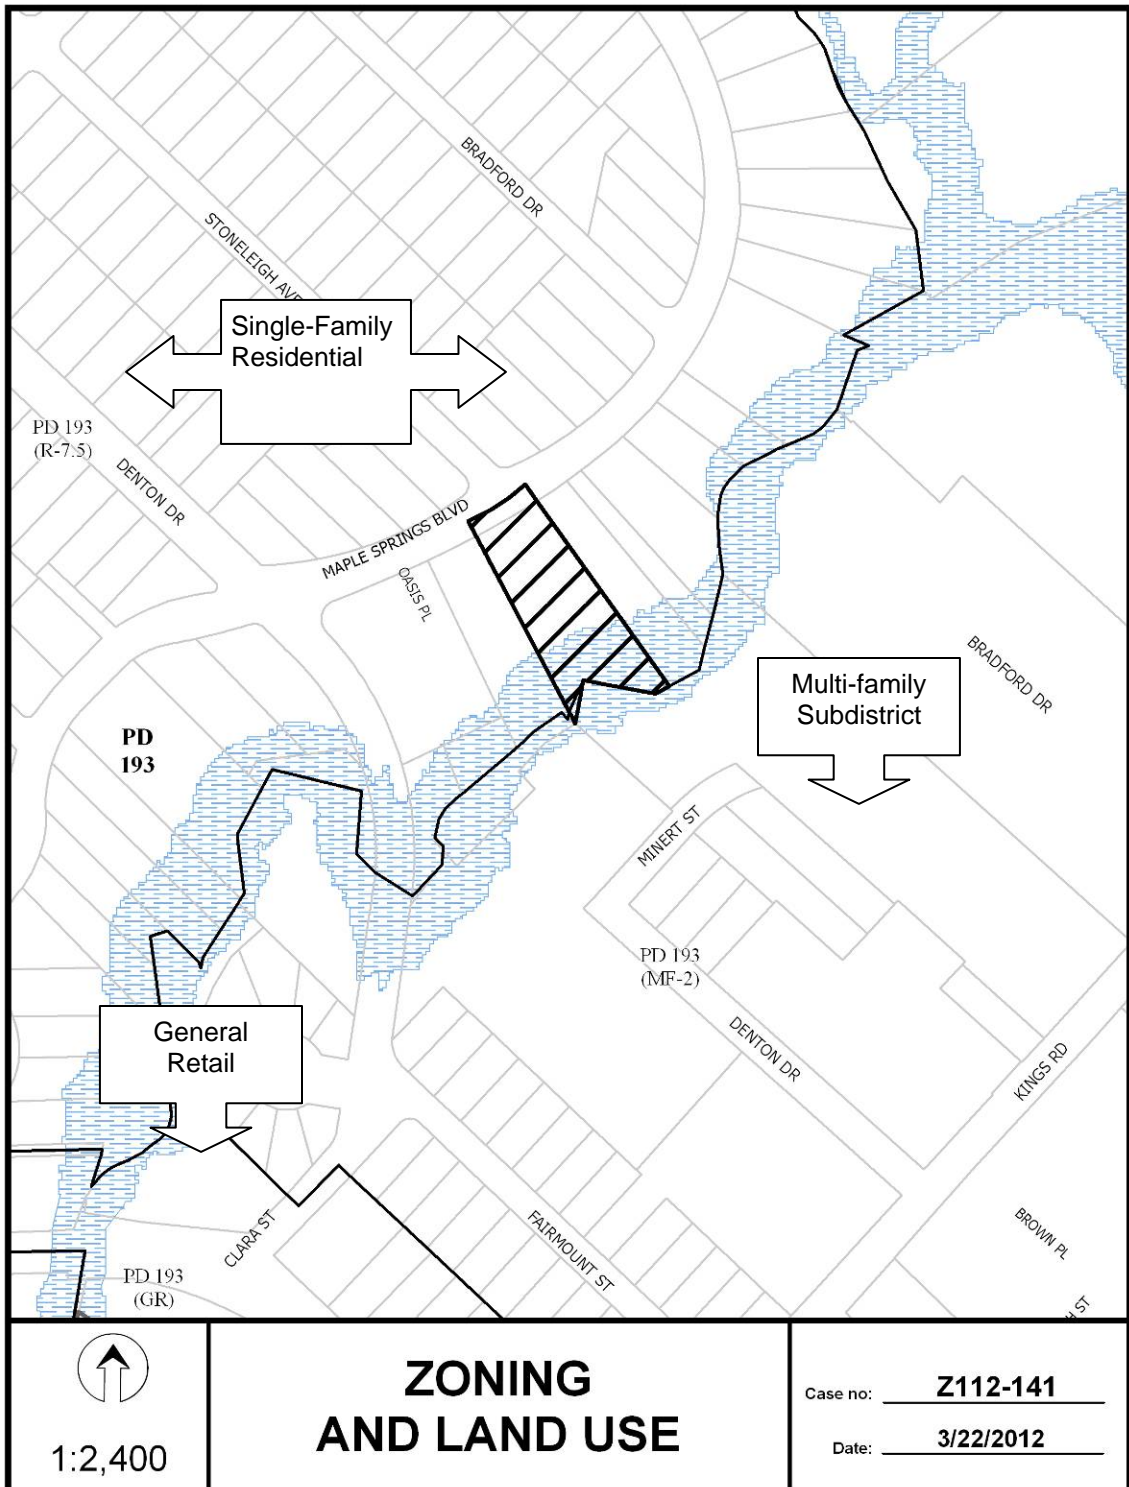 BRADFORD DR
STONELEIGH AVE
Single-Family
Residential
PD 193
(R-7.5)
DENTON DR
MAPLE SPRINGS BLVD
OASIS PL
BRADFORD DR
Multi-family
Subdistrict
PD
193
MINERT ST
PD 193
(MF-2)
DENTON DR
General
Retail
KINGS RD
CLARA ST
FAIRMOUNT ST
BROWN PL
PD 193
(GR)
H ST
1:2,400
ZONING
AND LAND USE
Case no: Z112-141
Date: 3/22/2012